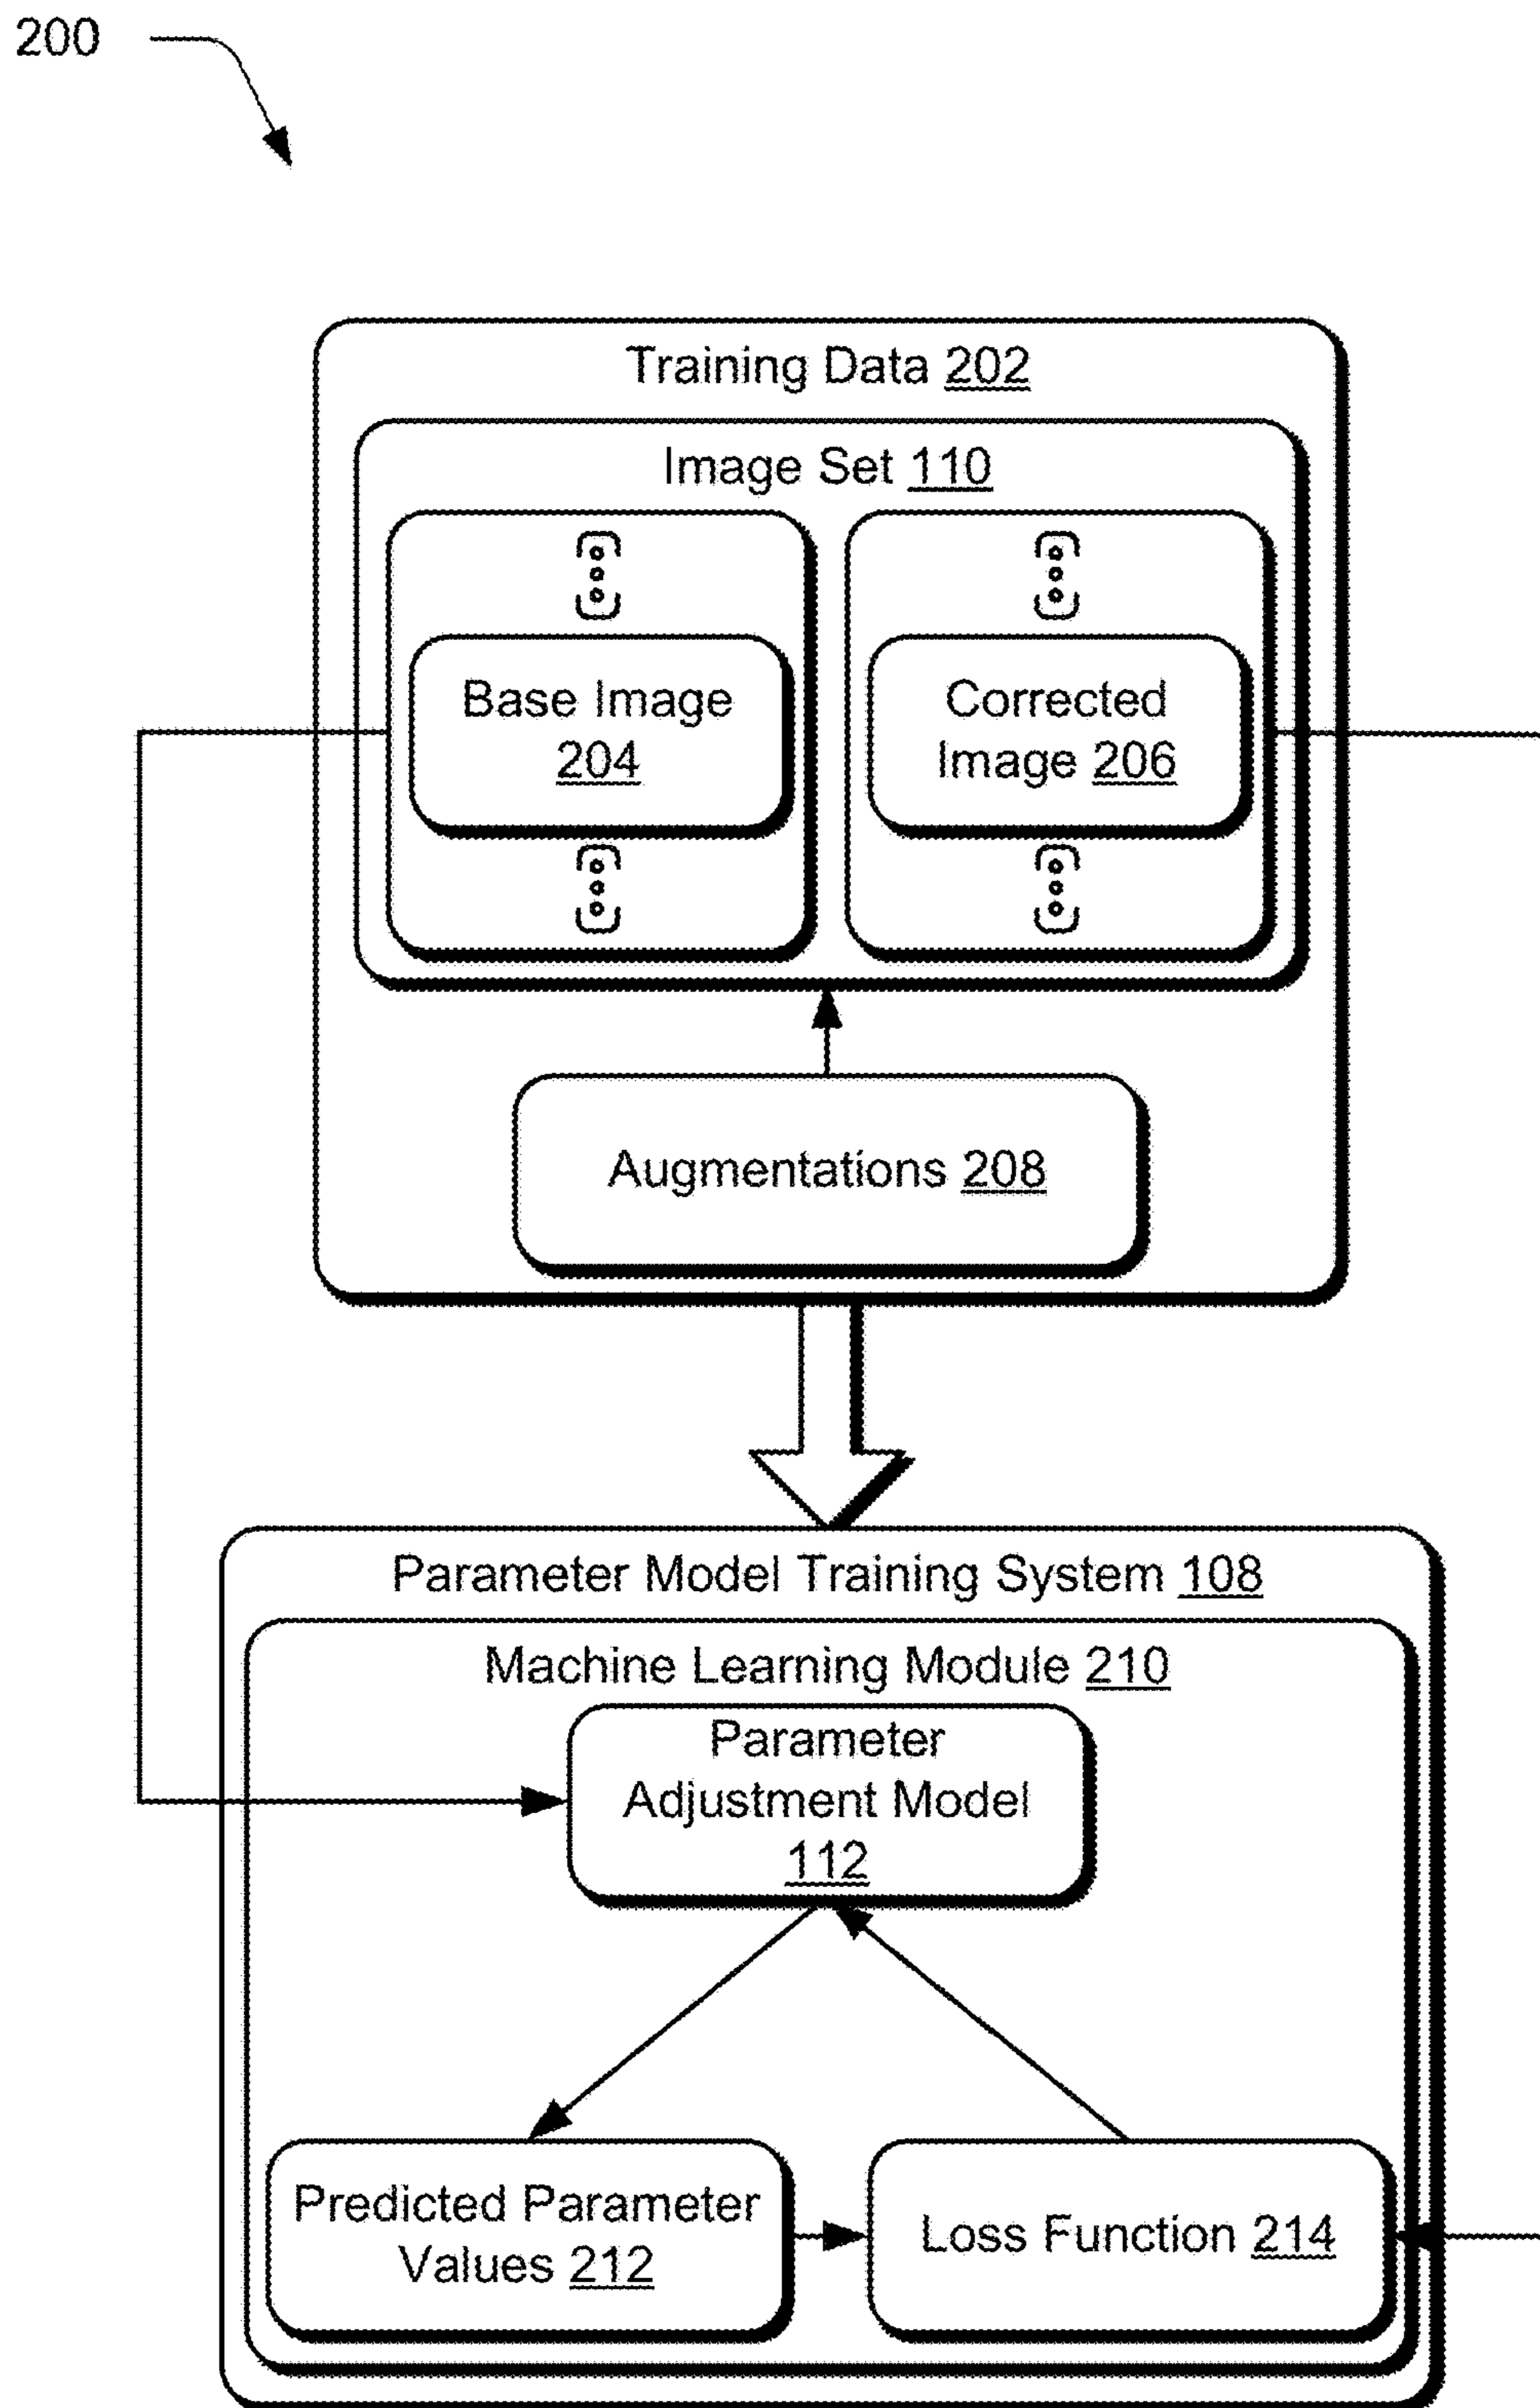 200
Training Data 202
Image Set 110
Base Image
204
Corrected
Image 206
Augmentations 208
Parameter Model Training System 108
Machine Learning Module 210
Parameter
Adjustment Model
112
Predicted Parameter
Values 212
Loss Function 214